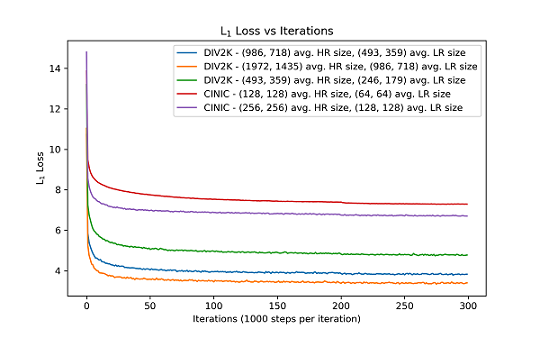 L₁ Loss vs Iterations
DIV2K - (986, 718) avg. HR size, (493, 359) avg. LR size
DIV2K - (1972, 1435) avg. HR size, (986, 718) avg. LR size
DIV2K - (493, 359) avg. HR size, (246, 179) avg. LR size
CINIC - (128, 128) avg. HR size, (64, 64) avg. LR size
CINIC - (256, 256) avg. HR size, (128, 128) avg. LR size
L₁ Loss
14
12
10
8
6
4
0 50 100 150 200 250 300
Iterations (1000 steps per iteration)